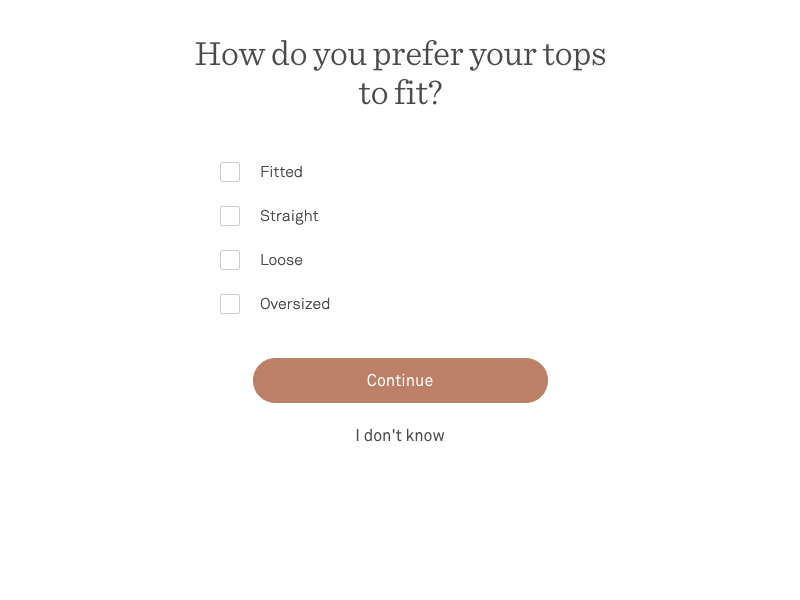 How do you prefer your tops
to fit?
Fitted
Straight
Loose
Oversized
Continue
I don't know